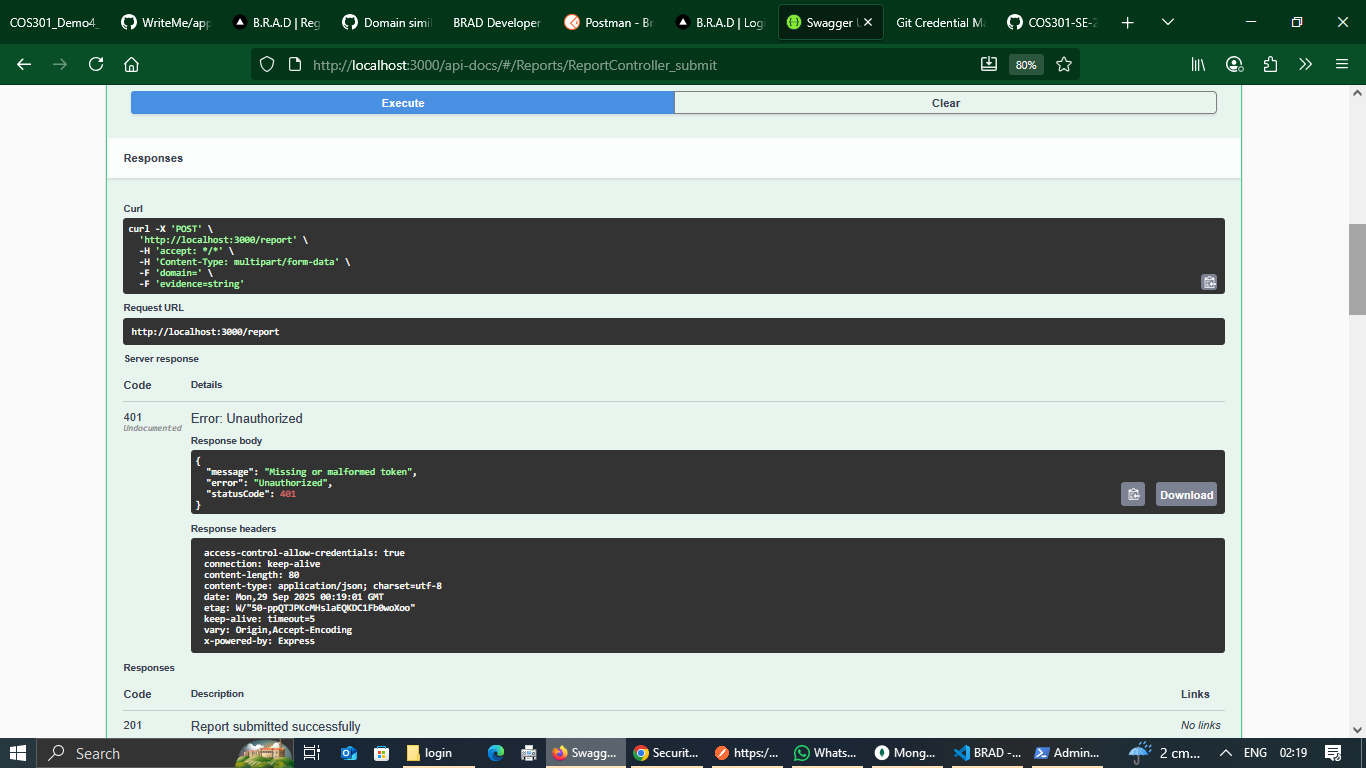 COS301_Demo4_
WriteMe/app
B.R.A.D | Reg
Domain simil
BRAD Developer
Postman - Br
B.R.A.D | Logi
Swagger U
Git Credential Ma
COS301-SE-2
http://localhost:3000/api-docs/#/Reports/ReportController_submit
80%
Execute
Clear
Responses
Curl
curl -X 'POST' \
'http://localhost:3000/report' \
-H 'accept: */*' \
-H 'Content-Type: multipart/form-data' \
-F 'domain=' \
-F 'evidence=string'
Request URL
http://localhost:3000/report
Server response
Code Details
401 Error: Unauthorized
Undocumented
Response body
{
"message": "Missing or malformed token",
"error": "Unauthorized",
"statusCode": 401
}
Download
Response headers
access-control-allow-credentials: true
connection: keep-alive
content-length: 80
content-type: application/json; charset=utf-8
date: Mon,29 Sep 2025 00:19:01 GMT
etag: W/"50-ppQTJPKcMHslaEQKDC1Fb0woXoo"
keep-alive: timeout=5
vary: Origin,Accept-Encoding
x-powered-by: Express
Responses
Code Description Links
201 Report submitted successfully No links
Search
login
Swagg...
Securit...
https:/...
Whats...
Mong...
BRAD -...
Admin...
2 cm...
ENG
02:19